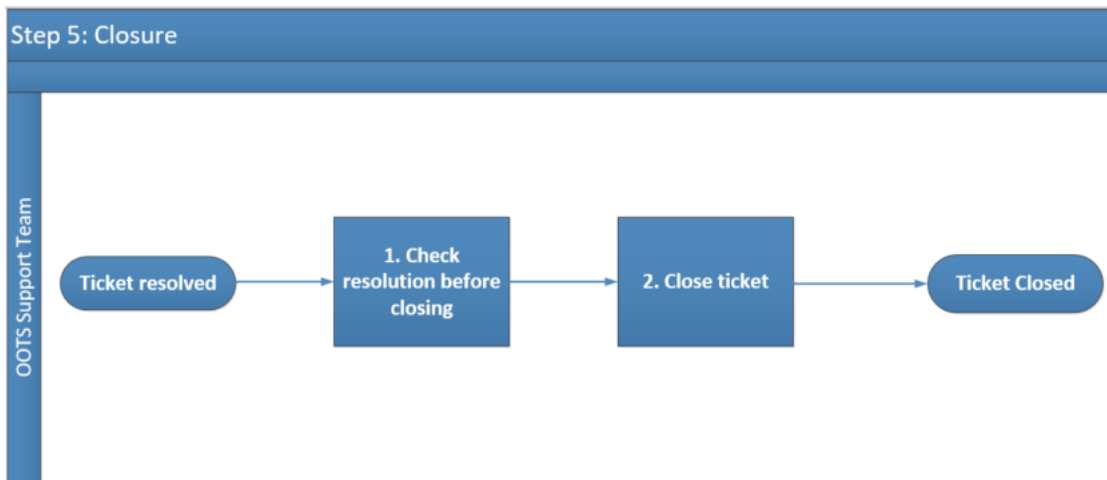 Step 5: Closure
OOTS Support Team
Ticket resolved
1. Check
resolution before
closing
2. Close ticket
Ticket Closed